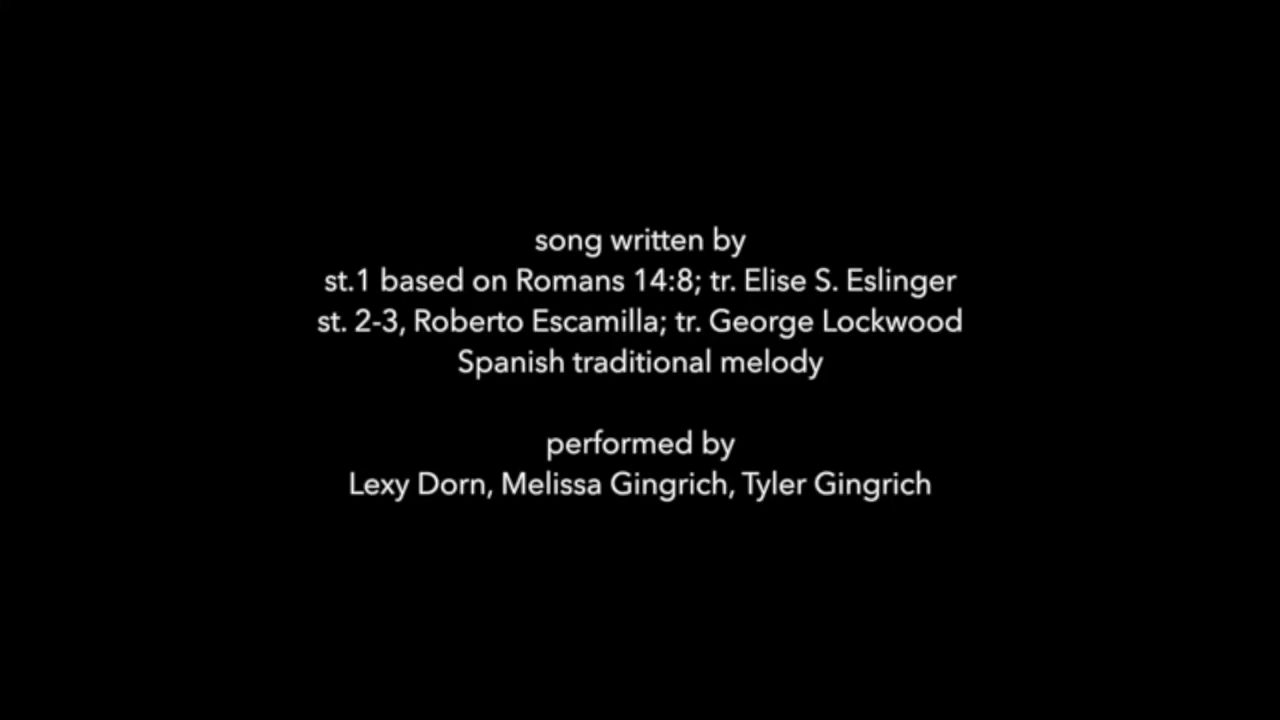 song written by
st.1 based on Romans 14:8; tr. Elise S. Eslinger
st. 2-3, Roberto Escamilla; tr. George Lockwood
Spanish traditional melody
performed by
Lexy Dorn, Melissa Gingrich, Tyler Gingrich